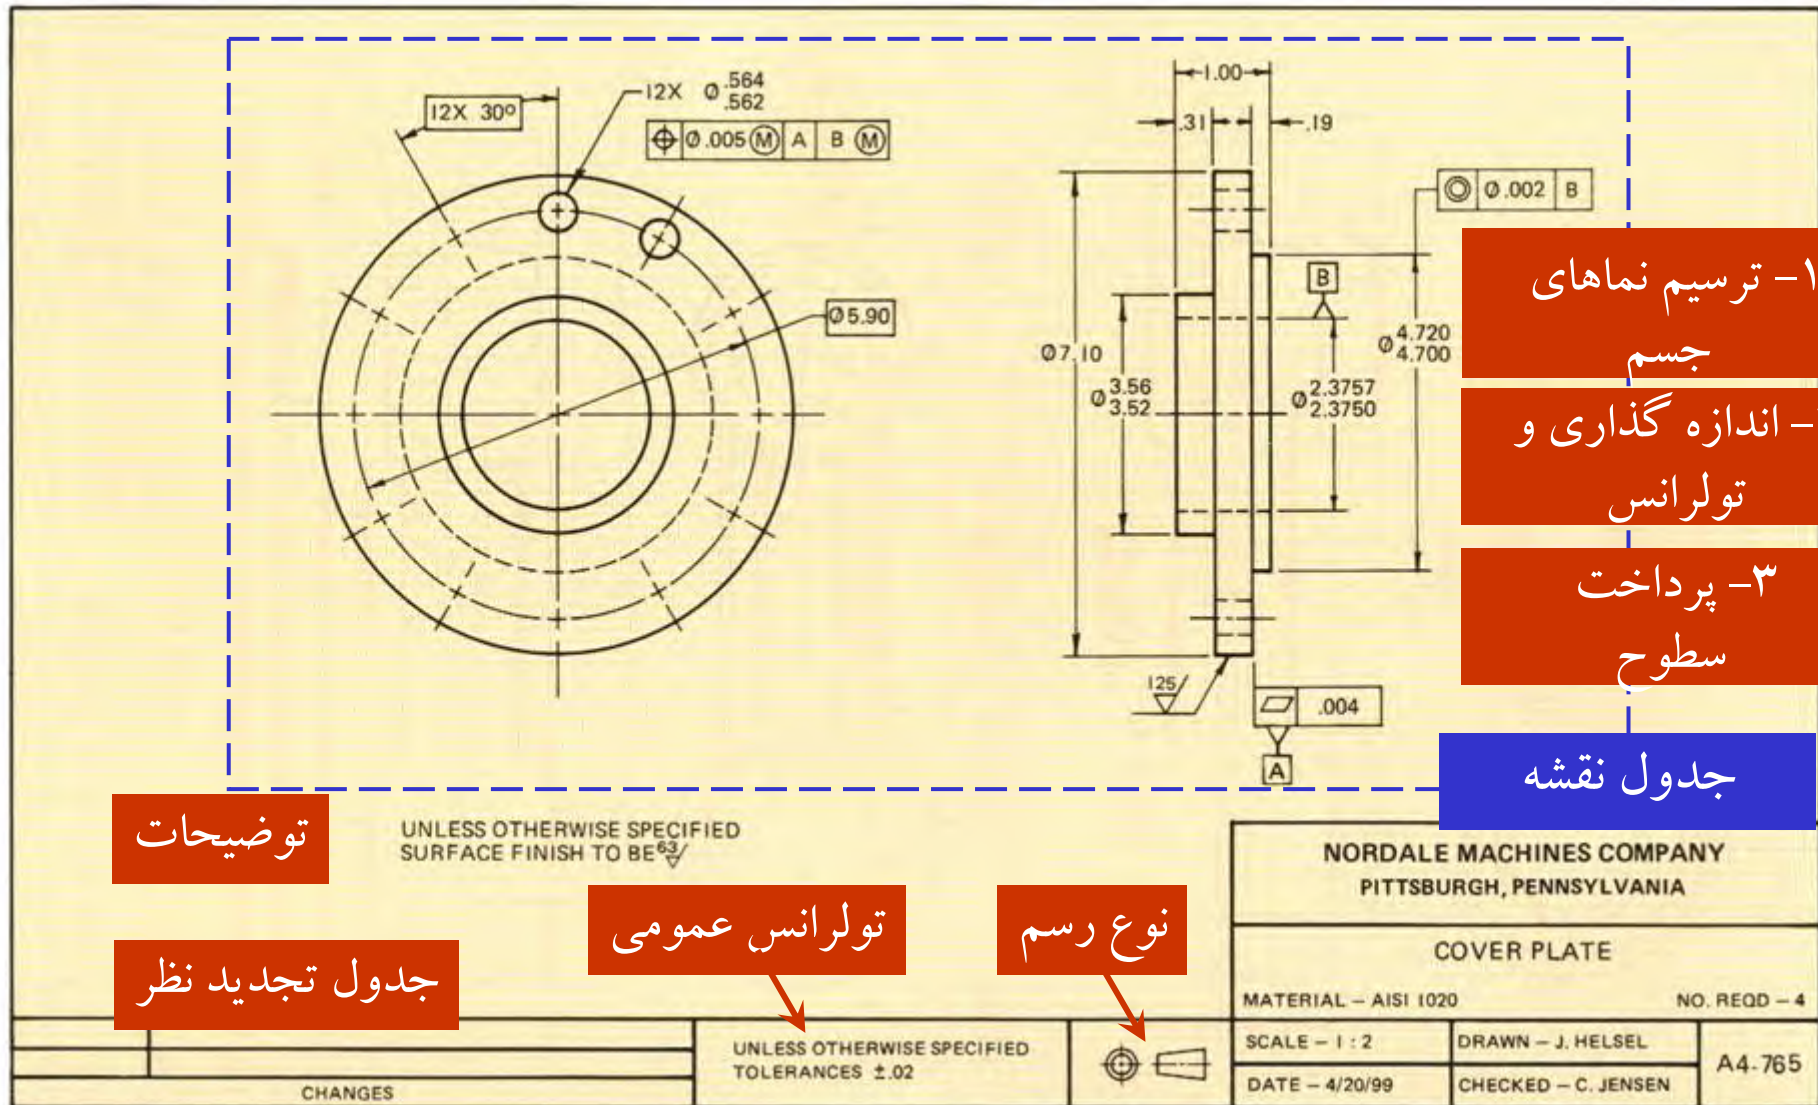 12X 30°
12X Ø .564
.562
Ø .005 Ⓜ A B Ⓜ
Ø 5.90
1.00
.31
.19
Ø .002 B
B
Ø 7.10
Ø 3.56
3.52
Ø 2.3757
2.3750
Ø 4.720
4.700
125
.004
A
۱- ترسیم نماهای
جسم
- اندازه گذاری و
تولرانس
۳- پرداخت
سطوح
جدول نقشه
توضیحات
UNLESS OTHERWISE SPECIFIED
SURFACE FINISH TO BE 63
تولرانس عمومی
نوع رسم
جدول تجدید نظر
NORDALE MACHINES COMPANY
PITTSBURGH, PENNSYLVANIA
COVER PLATE
MATERIAL – AISI 1020
NO. REQD – 4
UNLESS OTHERWISE SPECIFIED
TOLERANCES ±.02
SCALE – 1 : 2
DRAWN – J. HELSEL
A4-765
DATE – 4/20/99
CHECKED – C. JENSEN
CHANGES